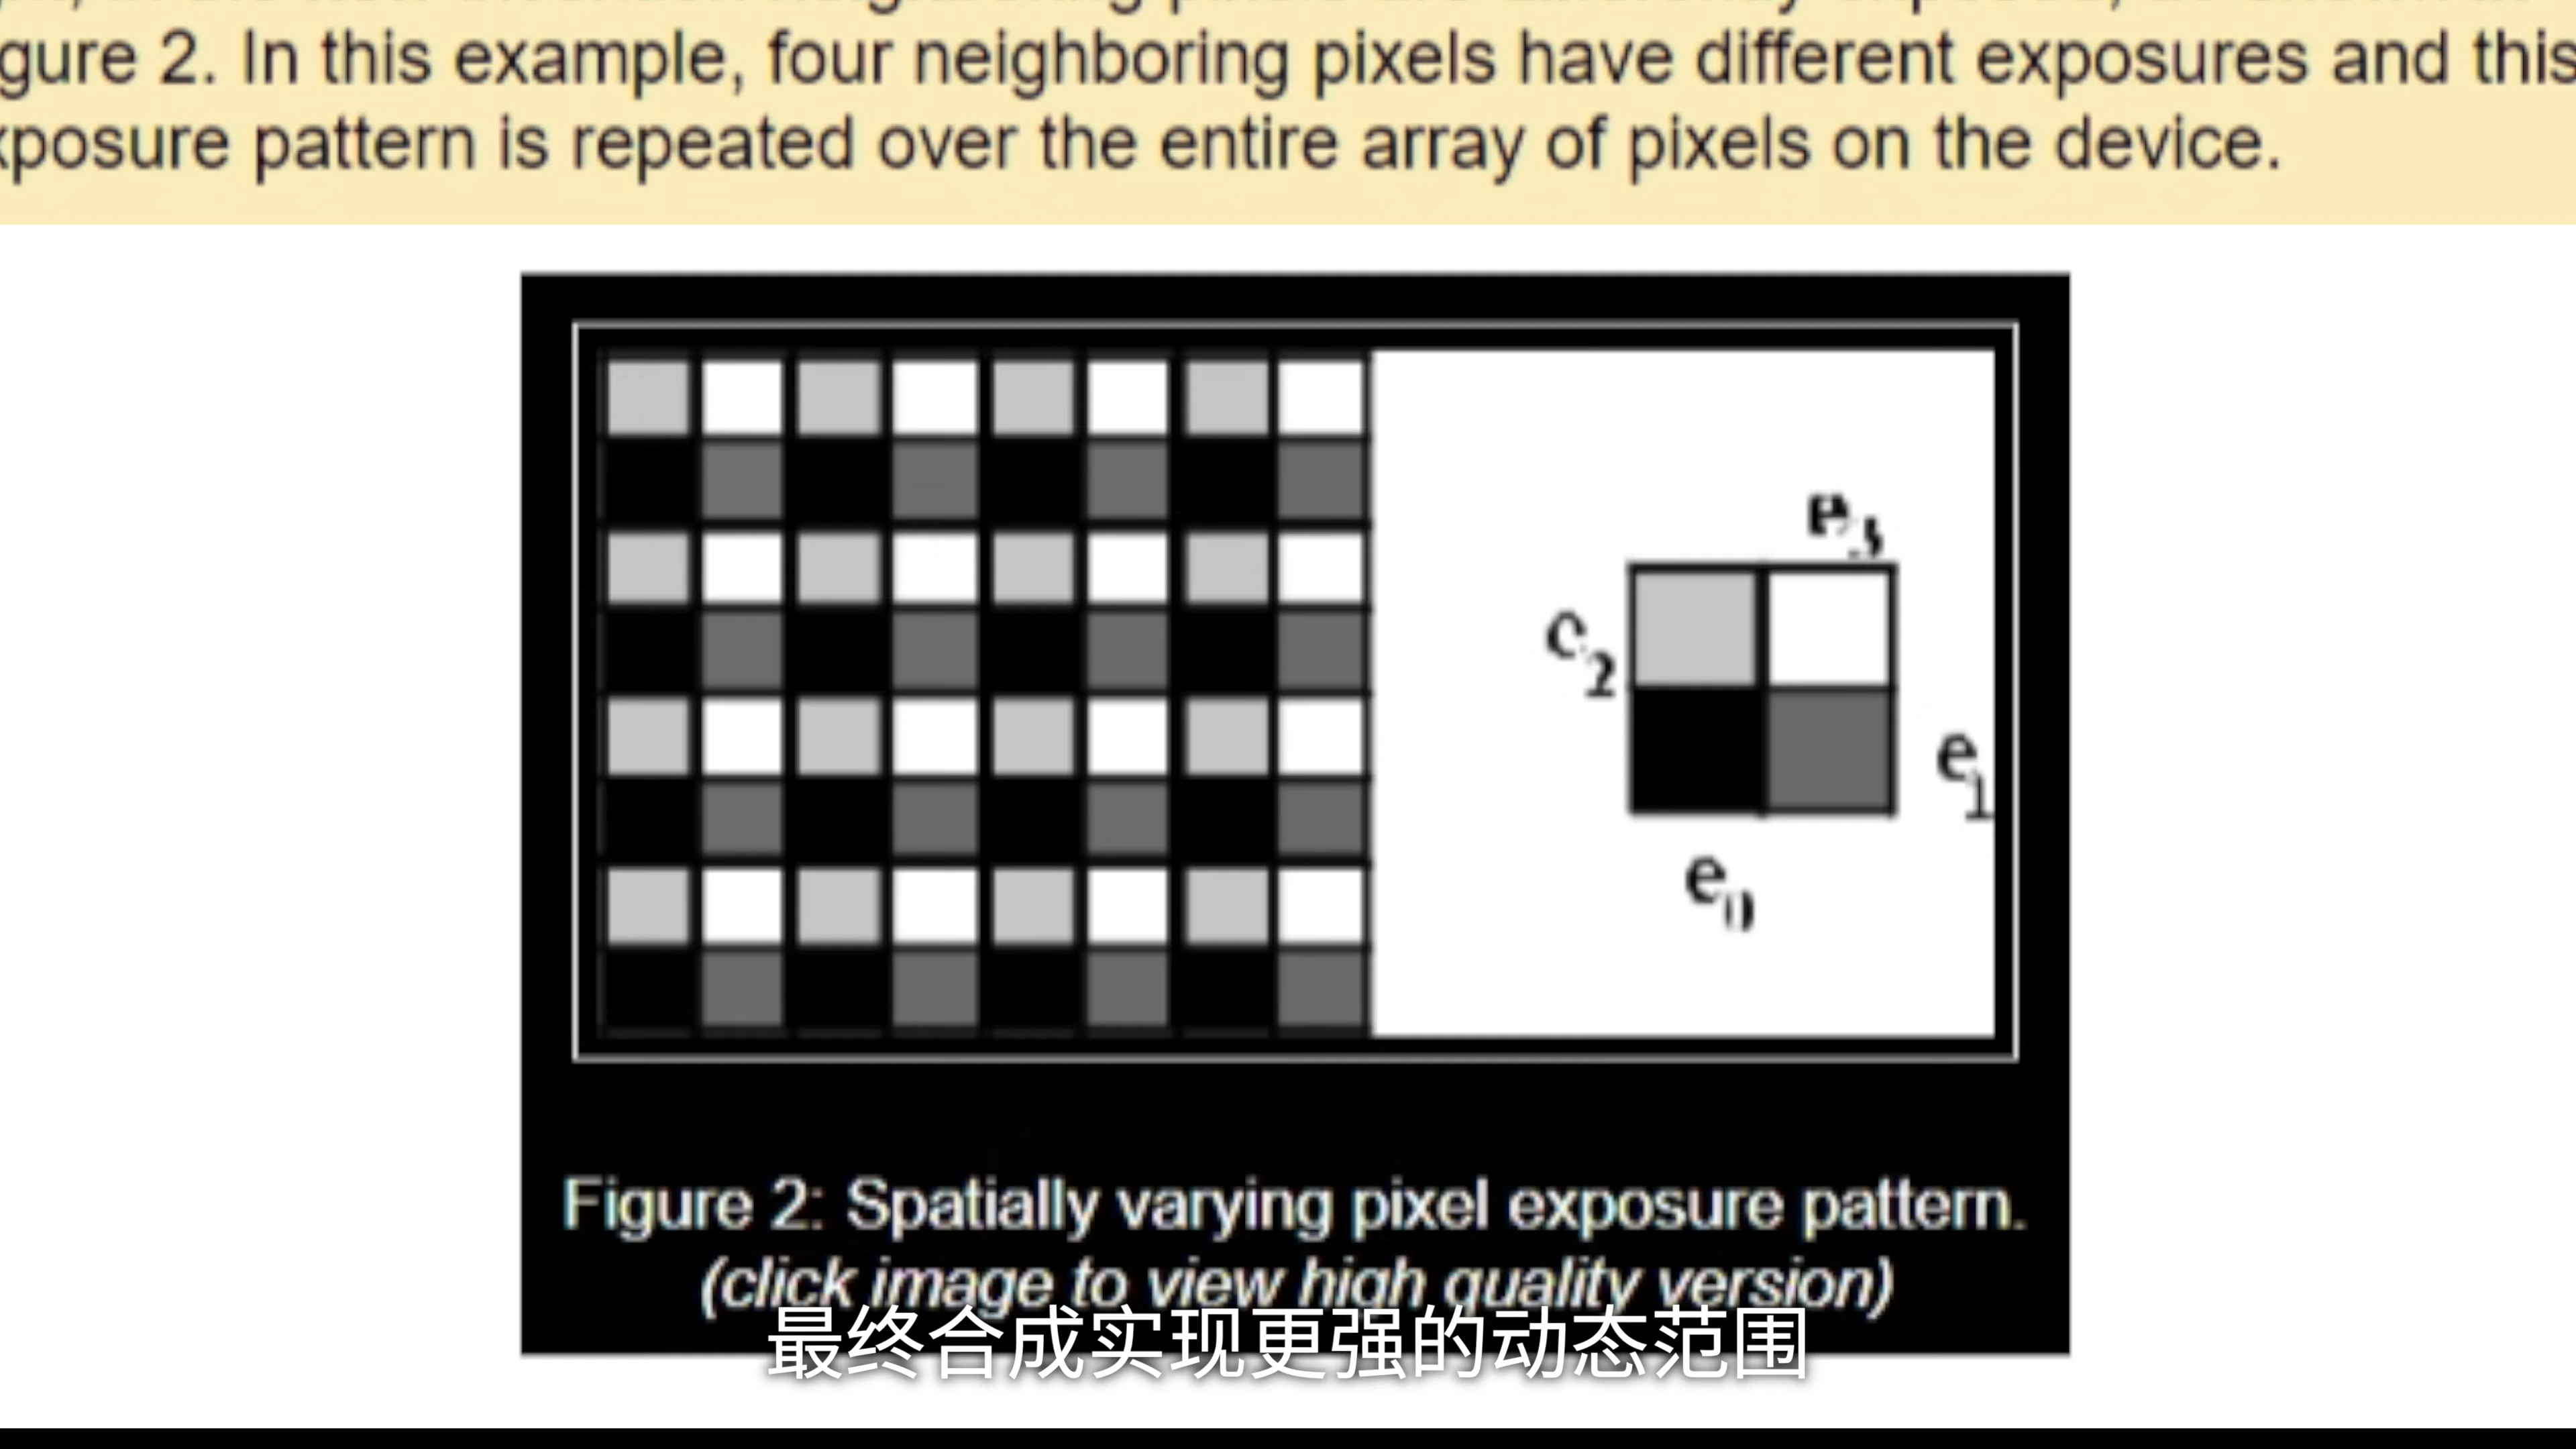 gure 2. In this example, four neighboring pixels have different exposures and this
xposure pattern is repeated over the entire array of pixels on the device.
e3
e2
e1
e0
Figure 2: Spatially varying pixel exposure pattern.
(click image to view high quality version)
最终合成实现更强的动态范围